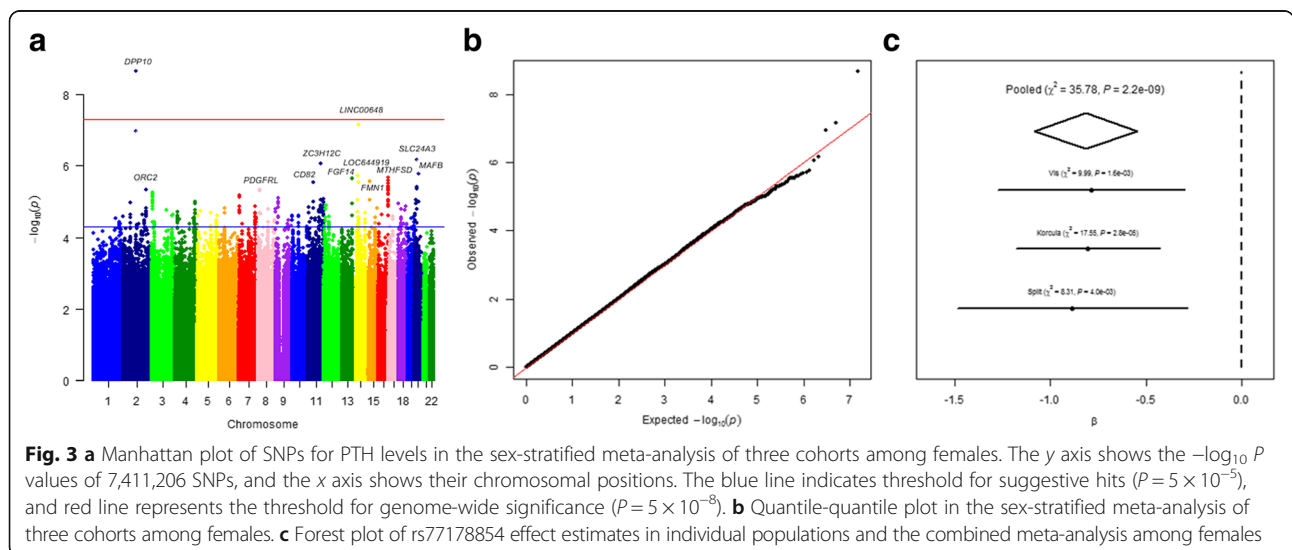 a
DPP10
LINC00648
SLC24A3
ZC3H12C
LOC644919
MAFB
FGF14
MTHFSD
CD82
ORC2
PDGFRL
FMN1
−log10(p)
0
2
4
6
8
1 2 3 4 5 6 7 8 9 11 13 15 18 22
Chromosome
b
Observed −log10(p)
0
2
4
6
8
0 1 2 3 4 5 6 7
Expected −log10(p)
c
Pooled (χ2 = 35.78, P = 2.2e-09)
Vis (χ2 = 9.99, P = 1.6e-03)
Korcula (χ2 = 17.55, P = 2.8e-05)
Split (χ2 = 8.31, P = 4.0e-03)
-1.5 -1.0 -0.5 0.0
β
Fig. 3 a Manhattan plot of SNPs for PTH levels in the sex-stratified meta-analysis of three cohorts among females. The y axis shows the −log10 P
values of 7,411,206 SNPs, and the x axis shows their chromosomal positions. The blue line indicates threshold for suggestive hits (P = 5 × 10−5),
and red line represents the threshold for genome-wide significance (P = 5 × 10−8). b Quantile-quantile plot in the sex-stratified meta-analysis of
three cohorts among females. c Forest plot of rs77178854 effect estimates in individual populations and the combined meta-analysis among females